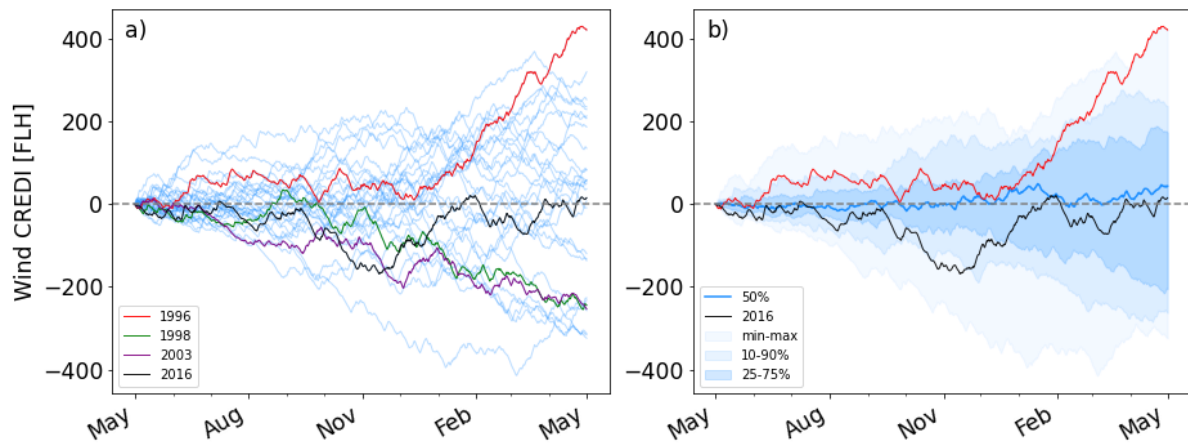 a)
Wind CREDI [FLH]
400
200
0
−200
−400
May
Aug
Nov
Feb
May
1996
1998
2003
2016
b)
400
200
0
−200
−400
May
Aug
Nov
Feb
May
50%
2016
min-max
10-90%
25-75%